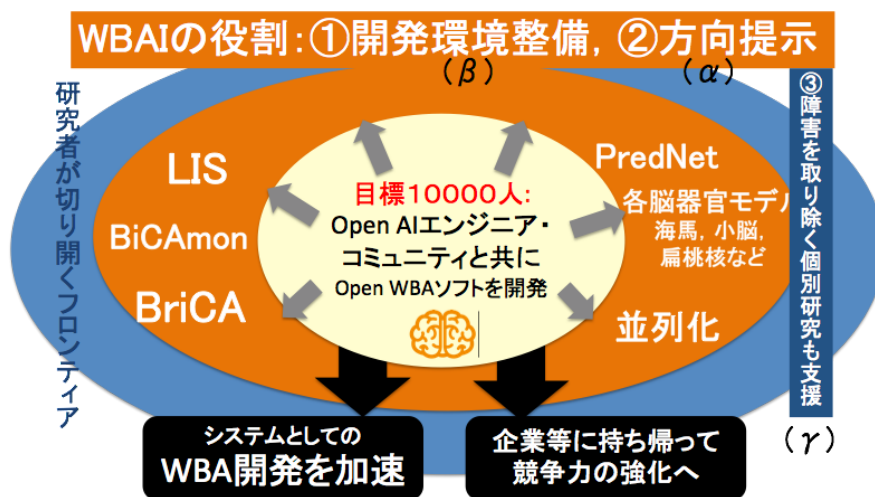 WBAIの役割:①開発環境整備, ②方向提示
(β)
(α)
研究者が切り開くフロンティア
LIS
BiCAmon
BriCA
目標10000人:
Open AIエンジニア・
コミュニティと共に
Open WBAソフトを開発
PredNet
各脳器官モデル
海馬, 小脳,
扁桃核など
並列化
③障害を取り除く個別研究も支援
(γ)
システムとしての
WBA開発を加速
企業等に持ち帰って
競争力の強化へ